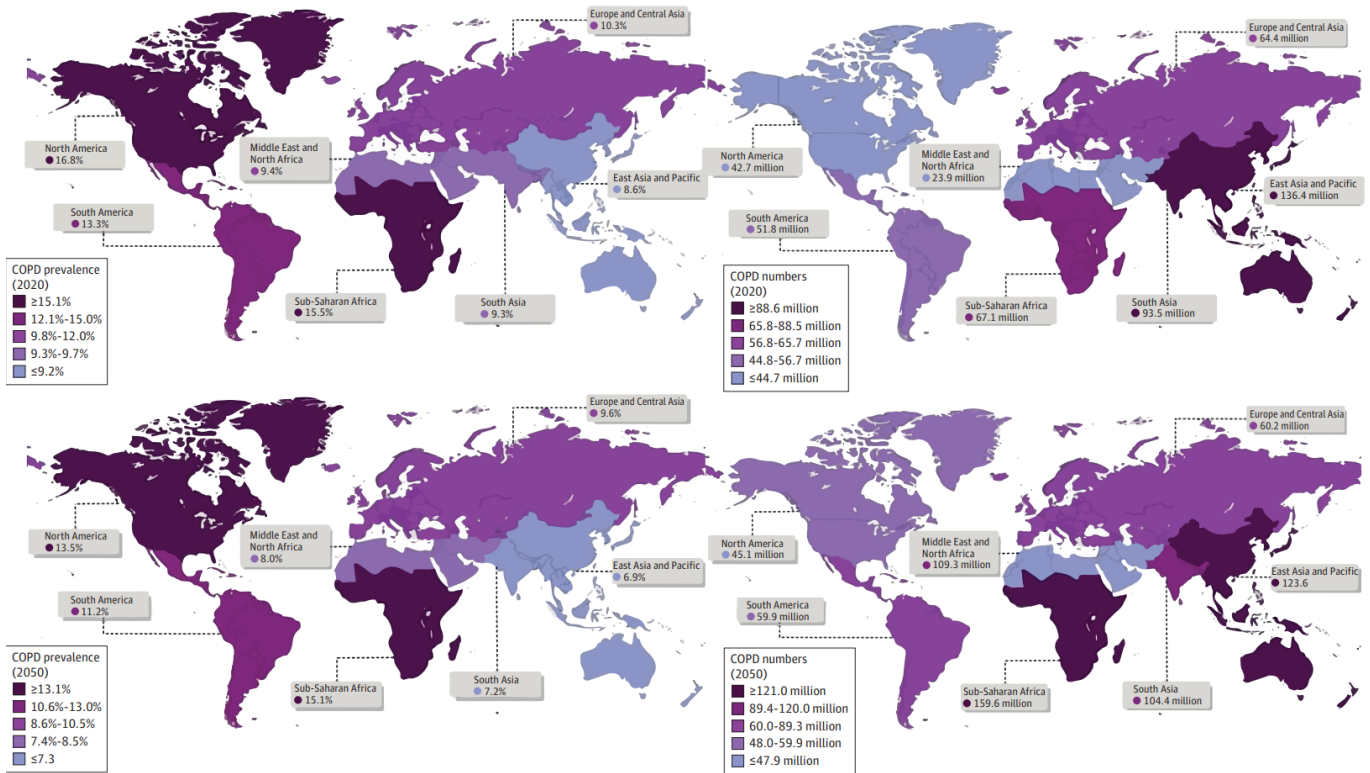 Europe and Central Asia
10.3%
North America
16.8%
Middle East and
North Africa
9.4%
East Asia and Pacific
8.6%
South America
13.3%
Sub-Saharan Africa
15.5%
South Asia
9.3%
COPD prevalence
(2020)
≥15.1%
12.1%-15.0%
9.8%-12.0%
9.3%-9.7%
≤9.2%
Europe and Central Asia
64.4 million
North America
42.7 million
Middle East and
North Africa
23.9 million
East Asia and Pacific
136.4 million
South America
51.8 million
Sub-Saharan Africa
67.1 million
South Asia
93.5 million
COPD numbers
(2020)
≥88.6 million
65.8-88.5 million
56.8-65.7 million
44.8-56.7 million
≤44.7 million
Europe and Central Asia
9.6%
North America
13.5%
Middle East and
North Africa
8.0%
East Asia and Pacific
6.9%
South America
11.2%
Sub-Saharan Africa
15.1%
South Asia
7.2%
COPD prevalence
(2050)
≥13.1%
10.6%-13.0%
8.6%-10.5%
7.4%-8.5%
≤7.3
Europe and Central Asia
60.2 million
North America
45.1 million
Middle East and
North Africa
109.3 million
East Asia and Pacific
123.6
South America
59.9 million
Sub-Saharan Africa
159.6 million
South Asia
104.4 million
COPD numbers
(2050)
≥121.0 million
89.4-120.0 million
60.0-89.3 million
48.0-59.9 million
≤47.9 million